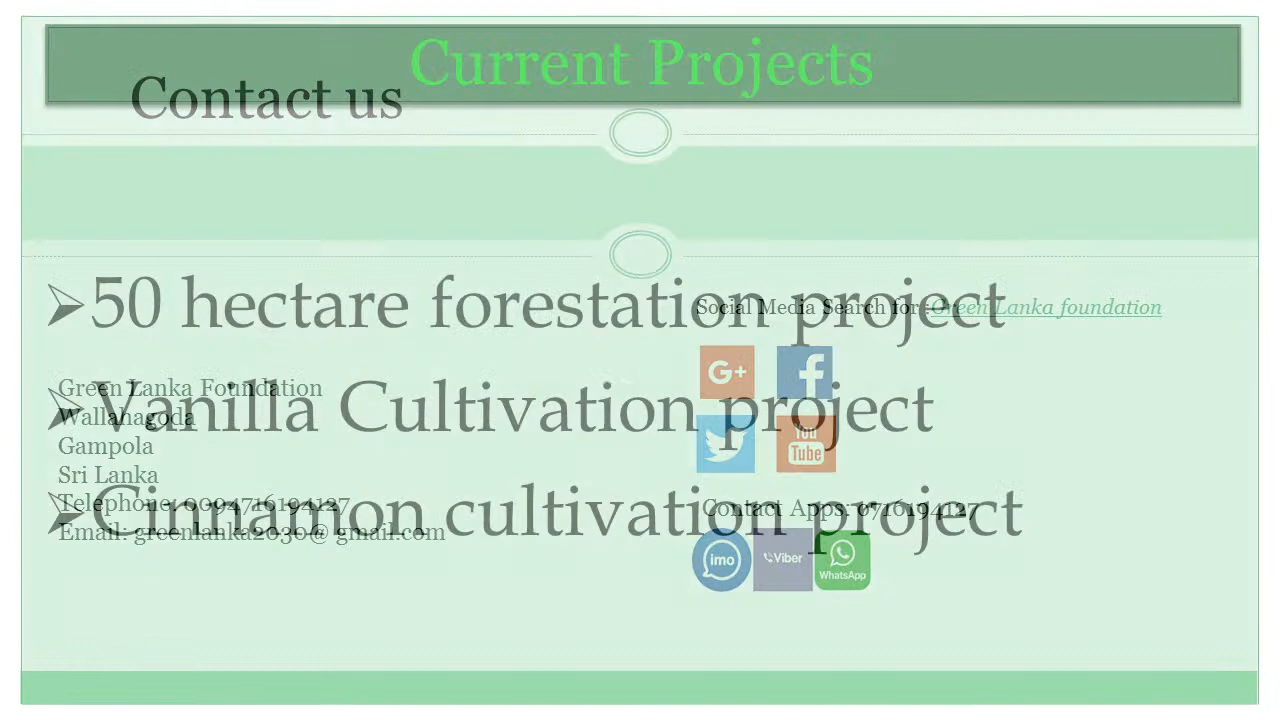 Current Projects
Contact us
➢50 hectare forestation project
➢Vanilla Cultivation project
➢Cinnamon cultivation project
Green Lanka Foundation
Wallahagoda
Gampola
Sri Lanka
Telephone: 0094716194127
Email: greenlanka2030@gmail.com
Social Media Search for :Green Lanka foundation
G+
f
You
Tube
Contact Apps: 0716194127
imo
Viber
WhatsApp